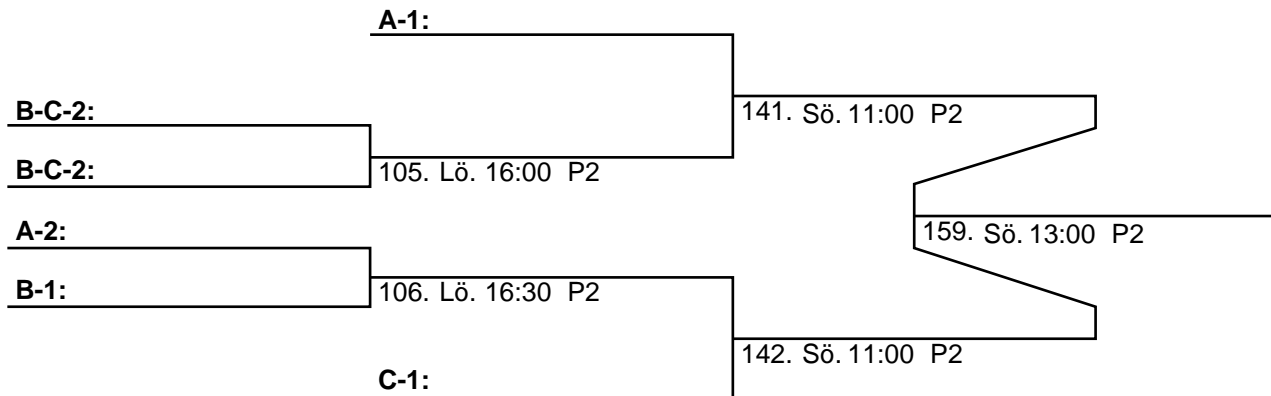 A-1:
B-C-2:
141. Sö. 11:00 P2
B-C-2:
105. Lö. 16:00 P2
A-2:
159. Sö. 13:00 P2
B-1:
106. Lö. 16:30 P2
142. Sö. 11:00 P2
C-1: